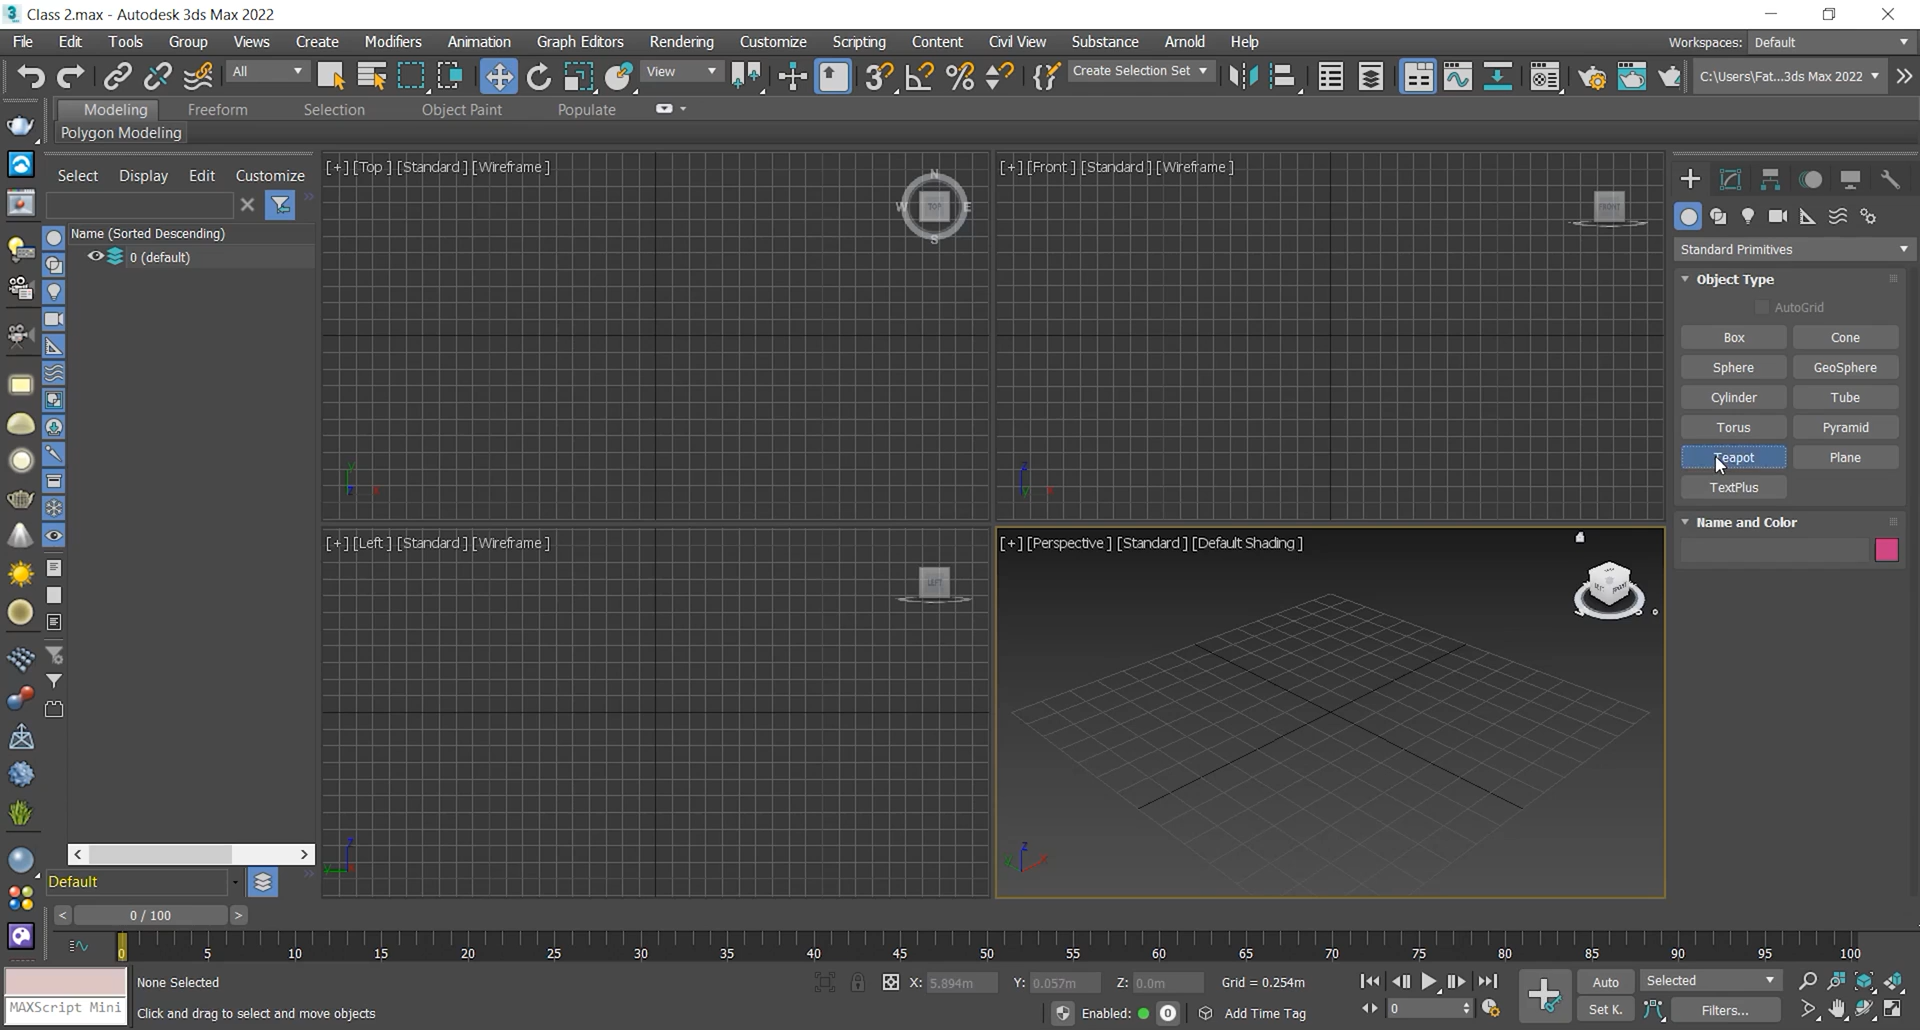 Class 2.max - Autodesk 3ds Max 2022
File Edit Tools Group Views Create Modifiers Animation Graph Editors Rendering Customize Scripting Content Civil View Substance Arnold Help Workspaces: Default
All View Create Selection Set C:\Users\Fat...3ds Max 2022
Modeling Freeform Selection Object Paint Populate
Polygon Modeling
Select Display Edit Customize
Name (Sorted Descending)
0 (default)
Default
[+] [Top ] [Standard ] [Wireframe ]
N
W TOP E
S
[+] [Front ] [Standard ] [Wireframe ]
FRONT
y
z x
z
y x
[+] [Left ] [Standard ] [Wireframe ]
LEFT
z
y x
[+] [Perspective ] [Standard ] [Default Shading ]
z
x
Standard Primitives
Object Type
AutoGrid
Box Cone
Sphere GeoSphere
Cylinder Tube
Torus Pyramid
Teapot Plane
TextPlus
Name and Color
< 0 / 100 >
0 5 10 15 20 25 30 35 40 45 50 55 60 65 70 75 80 85 90 95 100
None Selected X: 5.894m Y: 0.057m Z: 0.0m Grid = 0.254m Auto Selected
MAXScript Mini Click and drag to select and move objects Enabled: 0 Add Time Tag 0 Set K. Filters...